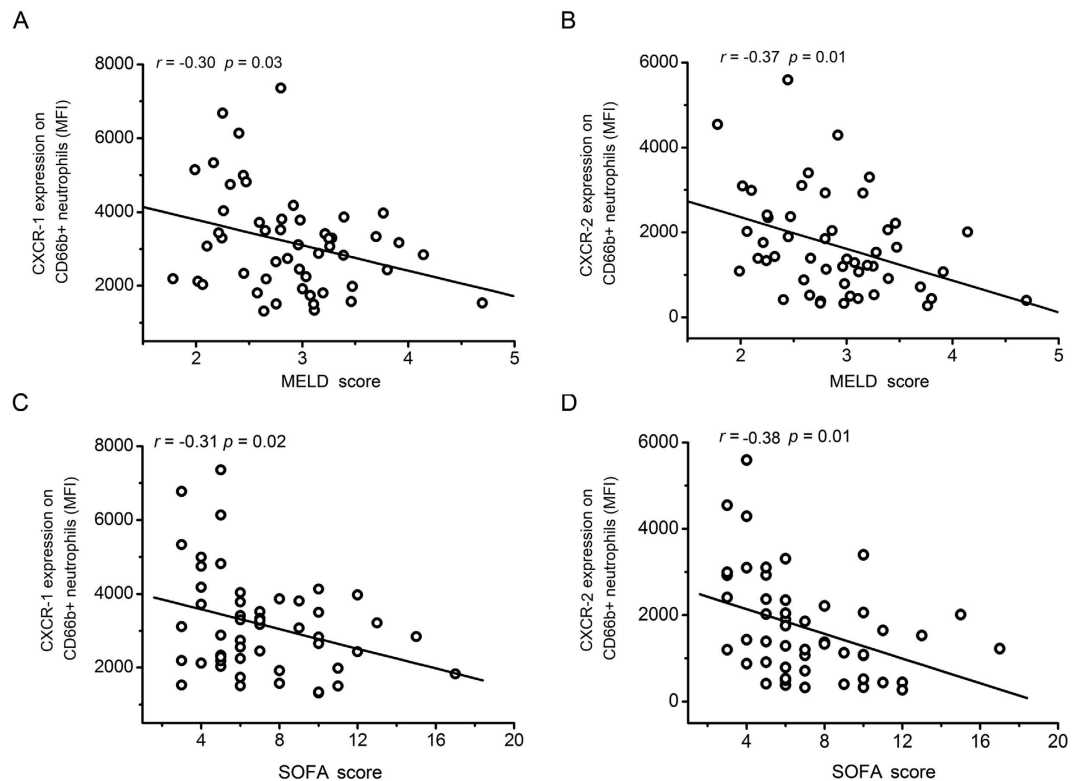 A
r = -0.30 p = 0.03
CXCR-1 expression on
CD66b+ neutrophils (MFI)
8000
6000
4000
2000
2
3
4
5
MELD score
B
r = -0.37 p = 0.01
CXCR-2 expression on
CD66b+ neutrophils (MFI)
6000
4000
2000
0
2
3
4
5
MELD score
C
r = -0.31 p = 0.02
CXCR-1 expression on
CD66b+ neutrophils (MFI)
8000
6000
4000
2000
4
8
12
16
20
SOFA score
D
r = -0.38 p = 0.01
CXCR-2 expression on
CD66b+ neutrophils (MFI)
6000
4000
2000
0
4
8
12
16
20
SOFA score